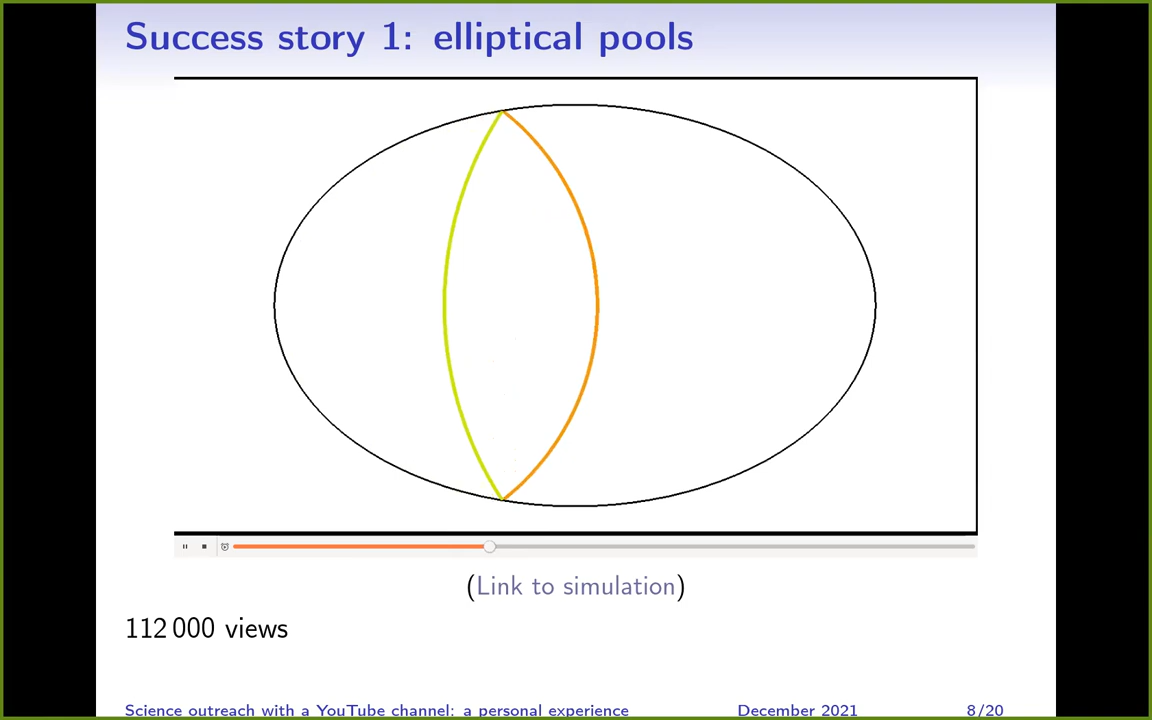 Success story 1: elliptical pools
(Link to simulation)
112 000 views
Science outreach with a YouTube channel: a personal experience December 2021 8/20